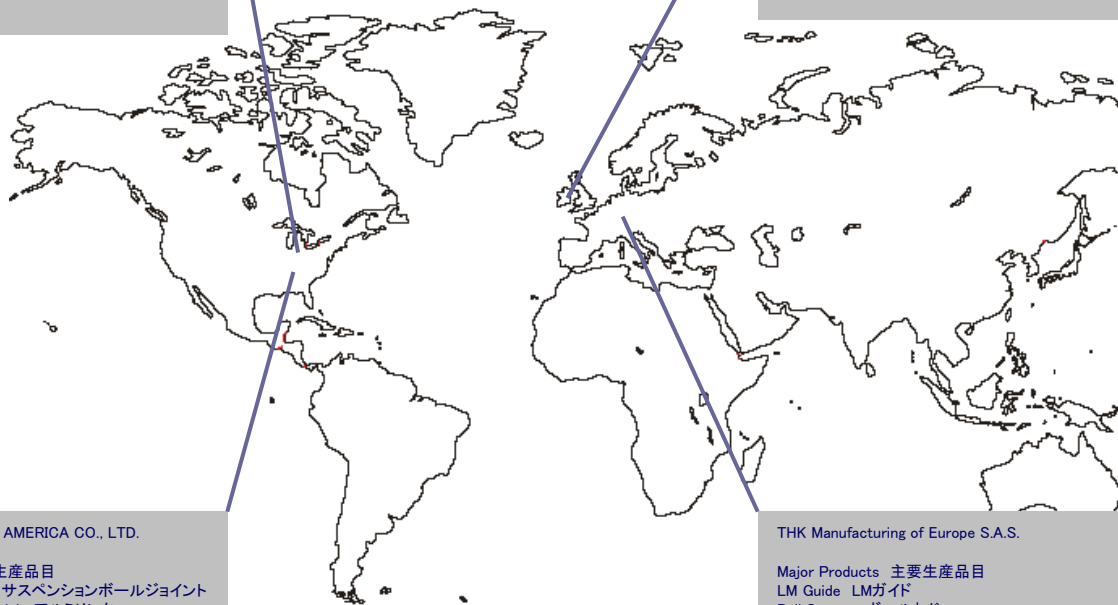 AMERICA CO., LTD.
生産品目
サスペンションボールジョイント
THK Manufacturing of Europe S.A.S.
Major Products 主要生産品目
LM Guide LMガイド